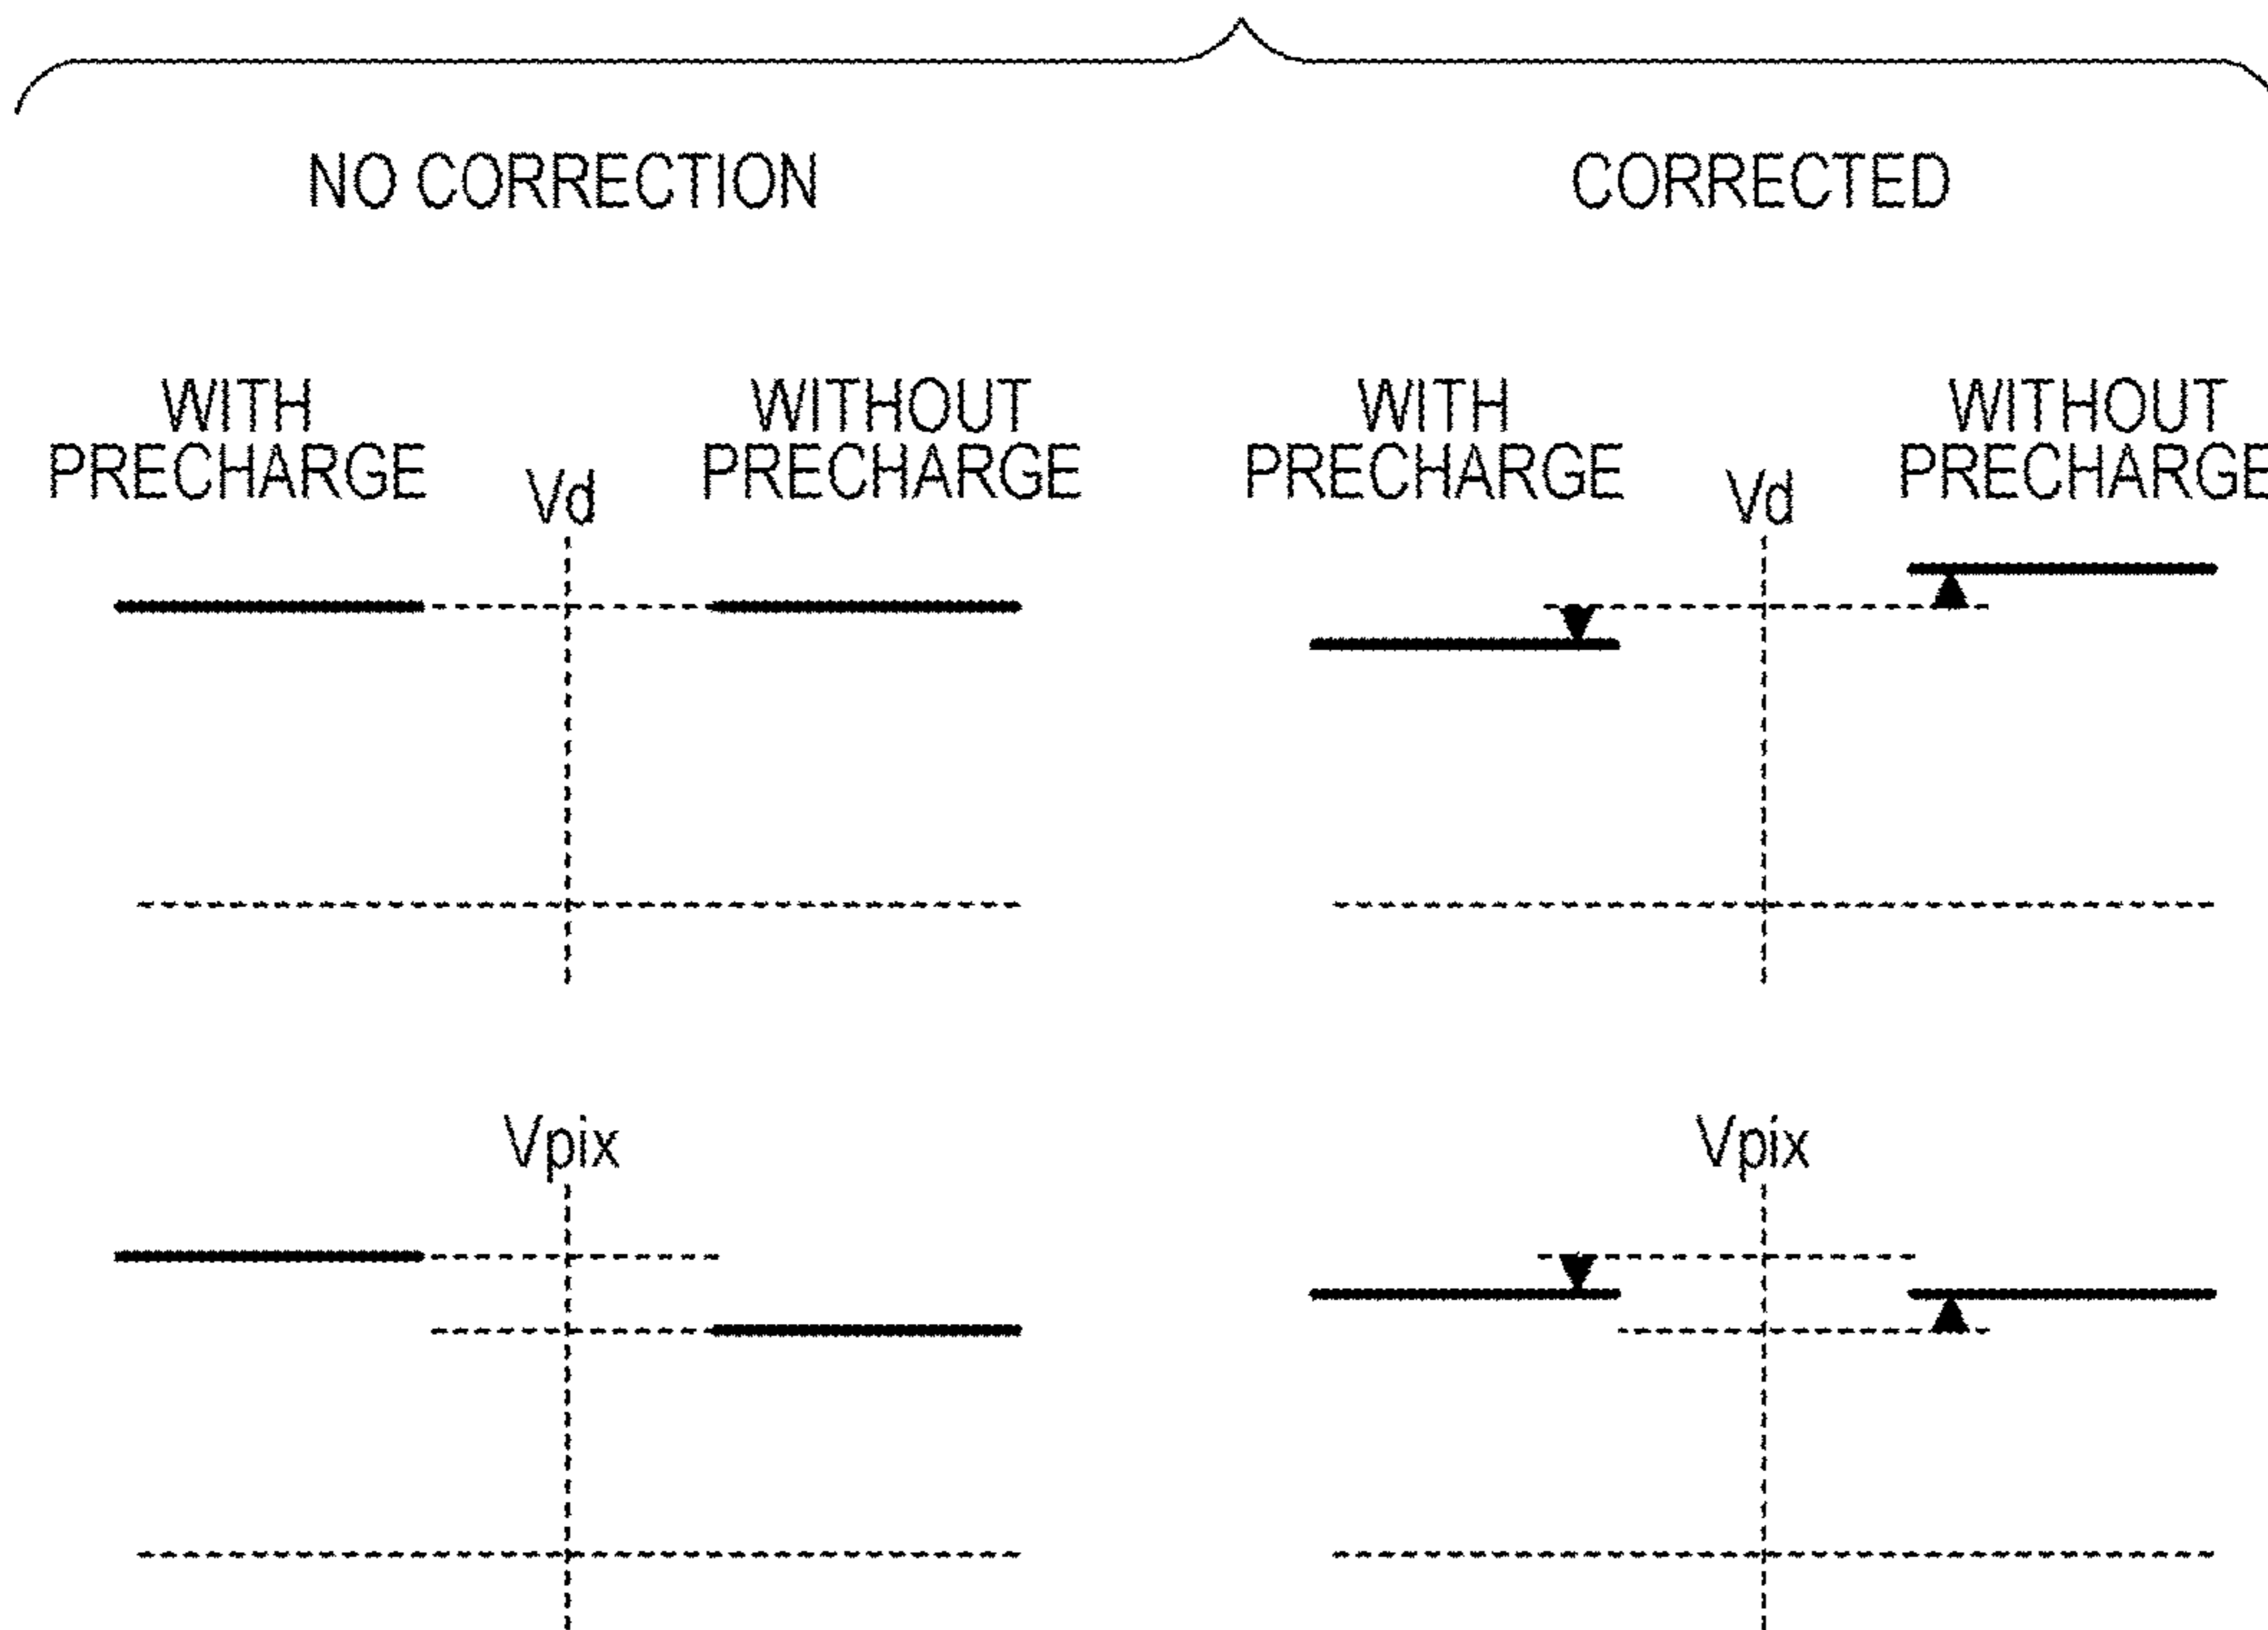 NO CORRECTION
CORRECTED
WITH
PRECHARGE
Vd
WITHOUT
PRECHARGE
WITH
PRECHARGE
Vd
WITHOUT
PRECHARGE
Vpix
Vpix